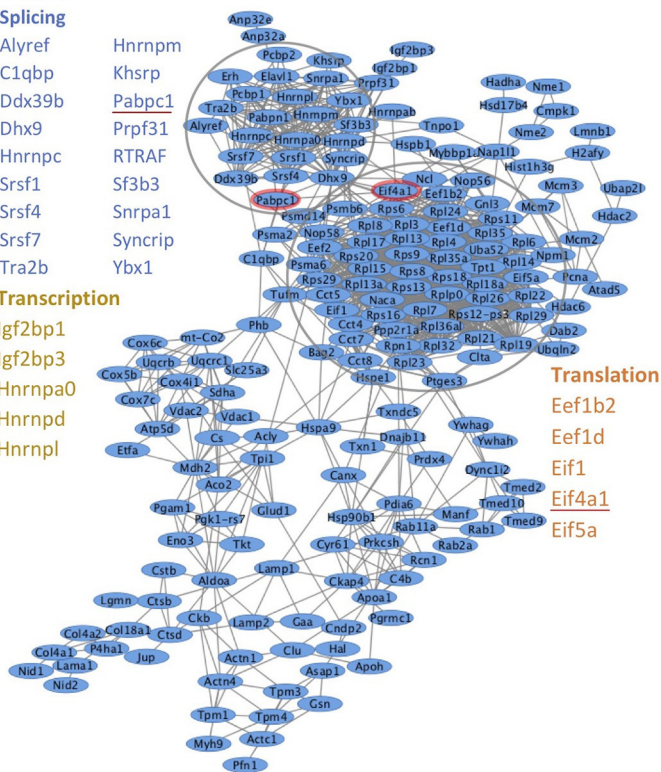 Splicing
Alyref Hnrnpm
C1qbp Khsrp
Ddx39b Pabpc1
Dhx9 Prpf31
Hnrnpc RTRAF
Srsf1 Sf3b3
Srsf4 Snrpa1
Srsf7 Syncrip
Tra2b Ybx1
Transcription
Igf2bp1
Igf2bp3
Hnrnpa0
Hnrnpd
Hnrnpl
Translation
Eef1b2
Eef1d
Eif1
Eif4a1
Eif5a
Anp32e
Anp32a
Pcbp2
Khsrp
Igf2bp3
Igf2bp1
Erh
Elavl1
Snrpa1
Prpf31
Pcbp1
Hnrnpl
Ybx1
Tra2b
Pabpn1
Hnrnpm
Hnrnpab
Alyref
Hnrnpc
Hnrnpa0
Sf3b3
Hnrnpd
Srsf7
Srsf1
Syncrip
Ddx39b
Srsf4
Dhx9
Pabpc1
Hadha
Nme1
Hsd17b4
Cmpk1
Nme2
Lmnb1
Tnpo1
Hspb1
Mybbp1a
Nap1l1
H2afy
Hist1h3g
Ncl
Nop56
Mcm3
Ubap2l
Eif4a1
Eef1b2
Gnl3
Mcm7
Hdac2
Psmd14
Psmb6
Rps6
Rpl24
Rps11
Psma2
Nop58
Rpl8
Rpl3
Eef1d
Rpl35
Mcm2
Eef2
Rpl17
Rpl13
Rpl4
Uba52
Rpl6
Npm1
C1qbp
Psma6
Rps20
Rps9
Rpl35a
Rpl14
Rpl15
Rps8
Tpt1
Eif5a
Pcna
Rps29
Rpl13a
Rps13
Rps18
Rpl18a
Atad5
Tufm
Cct5
Naca
Rplp0
Rpl26
Rpl22
Hdac6
Eif1
Rps16
Rpl7
Rps12-ps3
Rpl29
Phb
Cct4
Ppp2r1a
Rpl36al
Dab2
Cct7
Rpn1
Rpl32
Rpl21
Rpl19
Ubqln2
Bag2
Cct8
Rpl23
Clta
Hspe1
Ptges3
Cox6c
mt-Co2
Uqcrb
Uqcrc1
Slc25a3
Cox5b
Cox4i1
Sdha
Cox7c
Vdac2
Vdac1
Atp5d
Etfa
Cs
Acly
Hspa9
Txndc5
Ywhag
Ywhah
Mdh2
Tpi1
Txn1
Dnajb11
Prdx4
Dync1i2
Aco2
Canx
Tmed2
Pgam1
Pgk1-rs7
Glud1
Pdia6
Tmed10
Hsp90b1
Manf
Tmed9
Eno3
Tkt
Rab11a
Rab1
Cyr61
Prkcsh
Rab2a
Rcn1
Cstb
Aldoa
Lamp1
Ckap4
C4b
Lgmn
Ctsb
Apoa1
Ckb
Lamp2
Gaa
Cndp2
Pgrmc1
Col4a2
Col18a1
Ctsd
Col4a1
P4ha1
Jup
Actn1
Clu
Hal
Nid1
Lama1
Asap1
Apoh
Nid2
Actn4
Tpm3
Gsn
Tpm1
Tpm4
Myh9
Actc1
Pfn1